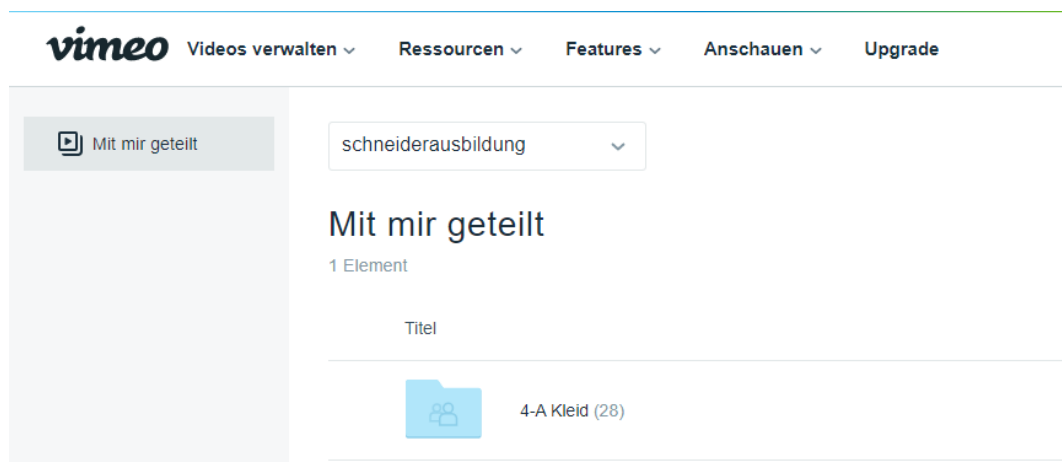 vimeo Videos verwalten Ressourcen Features Anschauen Upgrade
Mit mir geteilt
schneiderausbildung
Mit mir geteilt
1 Element
Titel
4-A Kleid (28)